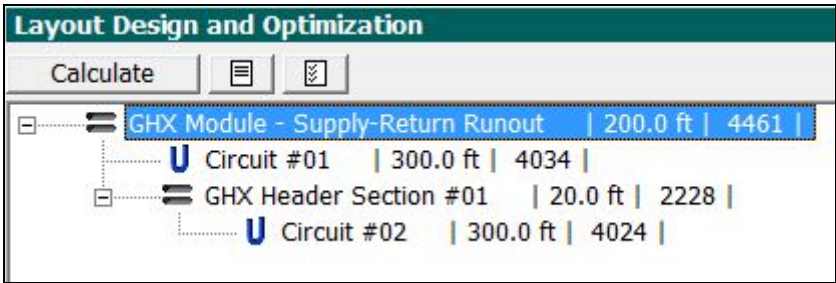 Layout Design and Optimization
Calculate
GHX Module - Supply-Return Runout | 200.0 ft | 4461 |
Circuit #01 | 300.0 ft | 4034 |
GHX Header Section #01 | 20.0 ft | 2228 |
Circuit #02 | 300.0 ft | 4024 |